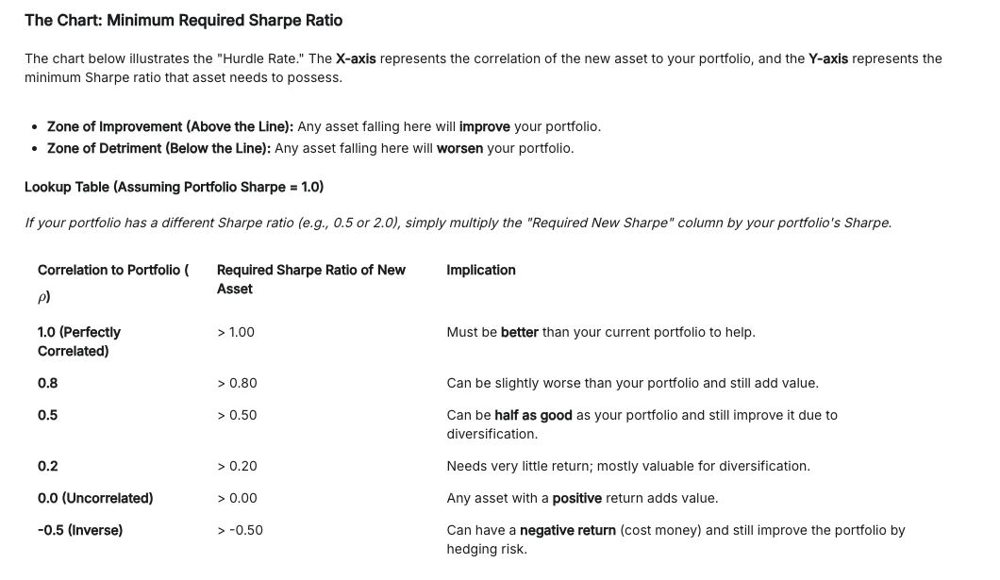 The Chart: Minimum Required Sharpe Ratio
The chart below illustrates the "Hurdle Rate." The X-axis represents the correlation of the new asset to your portfolio, and the Y-axis represents the
minimum Sharpe ratio that asset needs to possess.
• Zone of Improvement (Above the Line): Any asset falling here will improve your portfolio.
• Zone of Detriment (Below the Line): Any asset falling here will worsen your portfolio.
Lookup Table (Assuming Portfolio Sharpe = 1.0)
If your portfolio has a different Sharpe ratio (e.g., 0.5 or 2.0), simply multiply the "Required New Sharpe" column by your portfolio's Sharpe.
Correlation to Portfolio (
ρ)
Required Sharpe Ratio of New
Asset
Implication
1.0 (Perfectly
Correlated)
> 1.00
Must be better than your current portfolio to help.
0.8
> 0.80
Can be slightly worse than your portfolio and still add value.
0.5
> 0.50
Can be half as good as your portfolio and still improve it due to
diversification.
0.2
> 0.20
Needs very little return; mostly valuable for diversification.
0.0 (Uncorrelated)
> 0.00
Any asset with a positive return adds value.
-0.5 (Inverse)
> -0.50
Can have a negative return (cost money) and still improve the portfolio by
hedging risk.